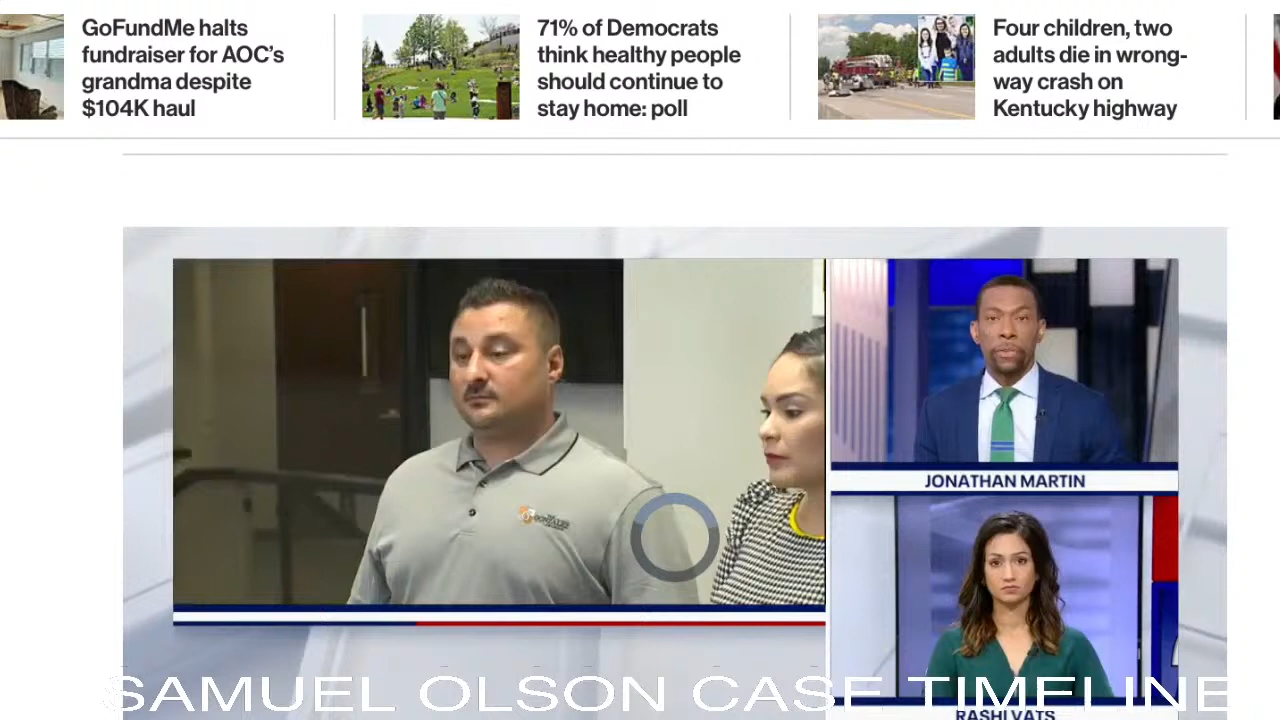 GoFundMe halts
fundraiser for AOC's
grandma despite
$104K haul
71% of Democrats
think healthy people
should continue to
stay home: poll
Four children, two
adults die in wrong-
way crash on
Kentucky highway
JONATHAN MARTIN
RASHI VATS
SAMUEL OLSON CASE TIMELINE